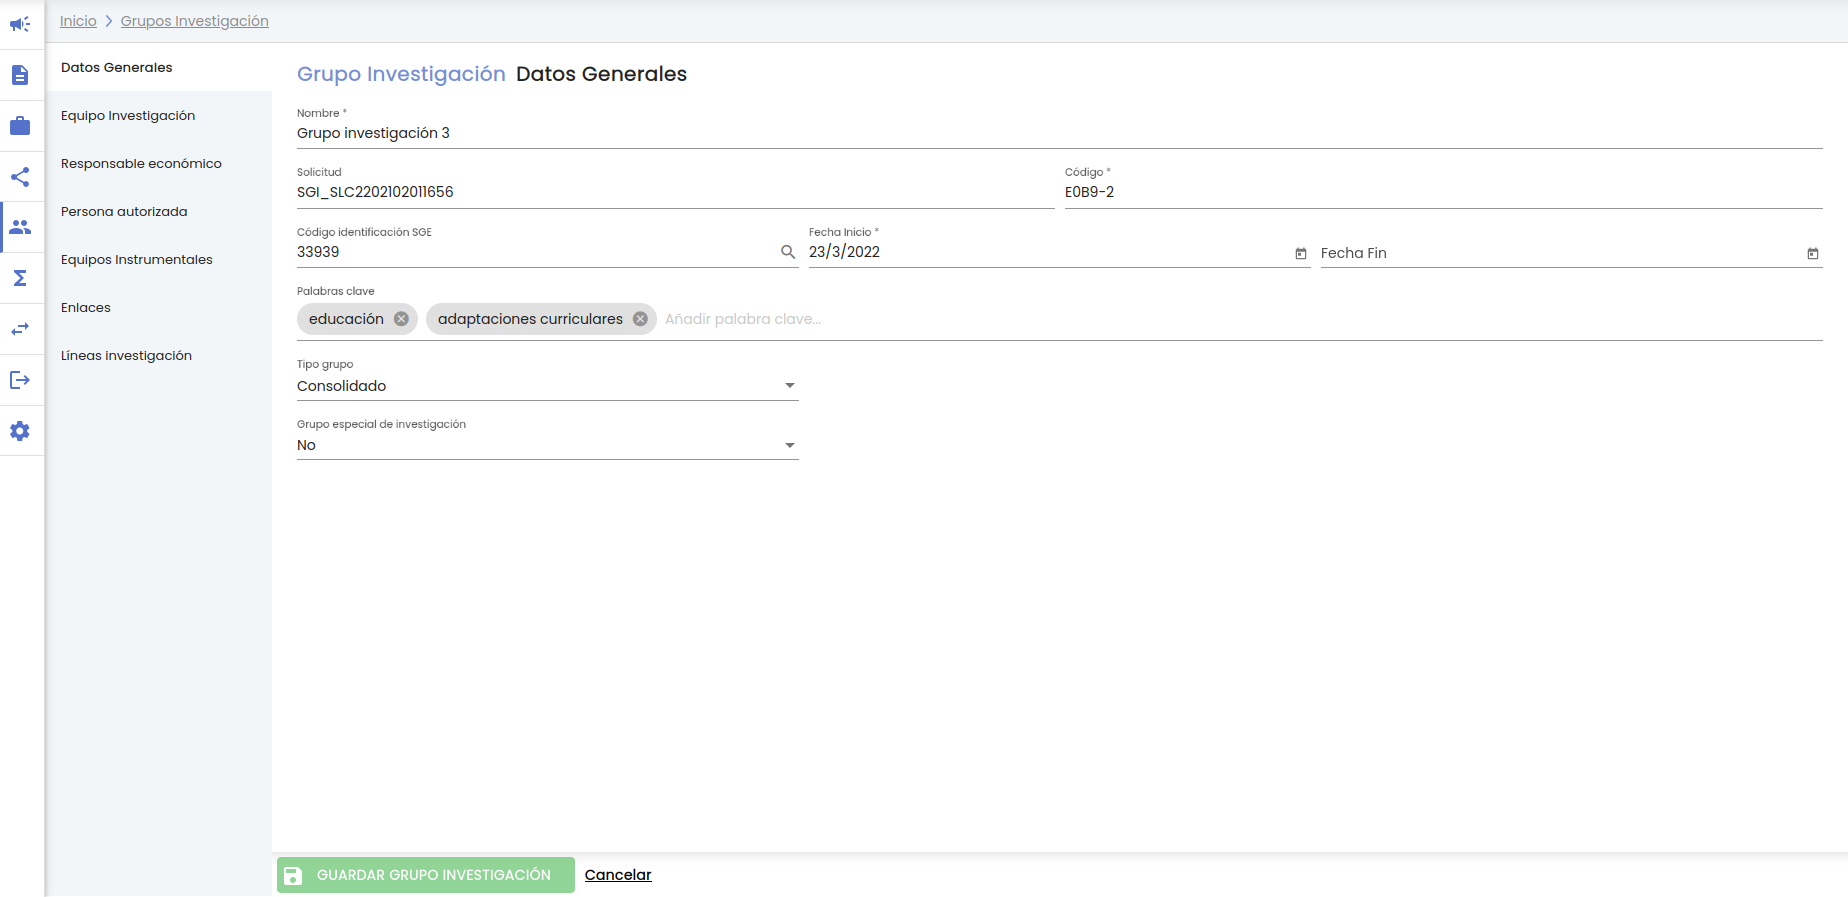 Inicio > Grupos Investigación
Datos Generales
Equipo Investigación
Responsable económico
Persona autorizada
Equipos Instrumentales
Enlaces
Líneas investigación
Grupo Investigación Datos Generales
Nombre *
Grupo investigación 3
Solicitud
SGI_SLC2202102011656
Código *
E0B9-2
Código identificación SGE
33939
Fecha Inicio *
23/3/2022
Fecha Fin
Palabras clave
educación adaptaciones curriculares Añadir palabra clave...
Tipo grupo
Consolidado
Grupo especial de investigación
No
GUARDAR GRUPO INVESTIGACIÓN Cancelar